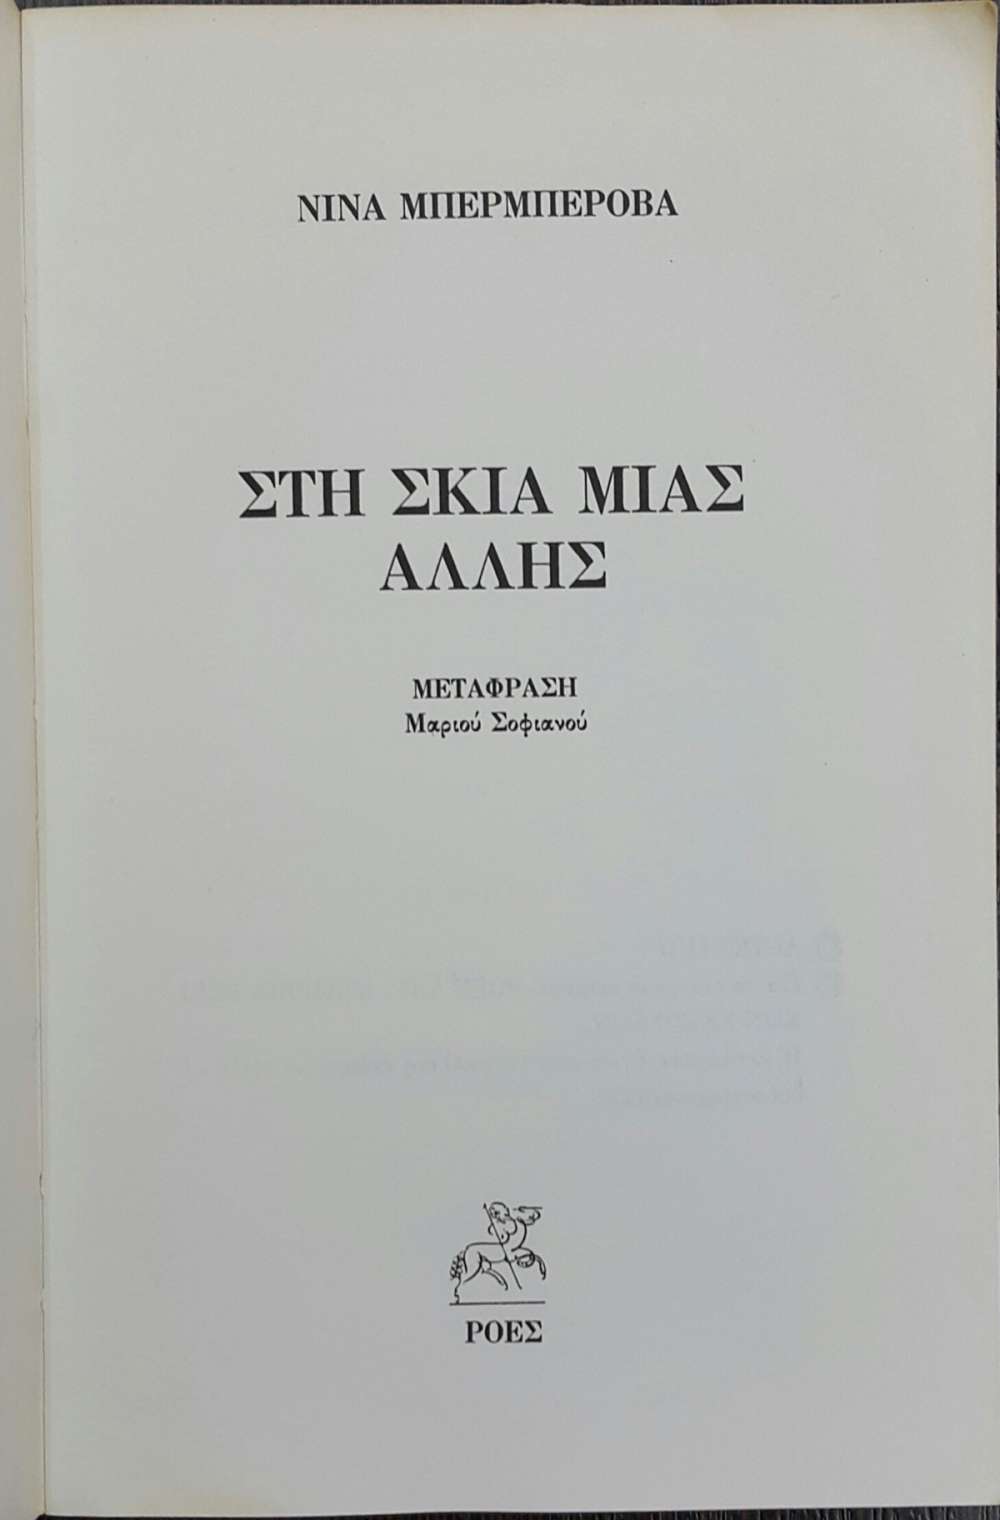 ΝΙΝΑ ΜΠΕΡΜΠΕΡΟΒΑ
ΣΤΗ ΣΚΙΑ ΜΙΑΣ
ΑΛΛΗΣ
ΜΕΤΑΦΡΑΣΗ
Μαριού Σοφιανού
ΡΟΕΣ